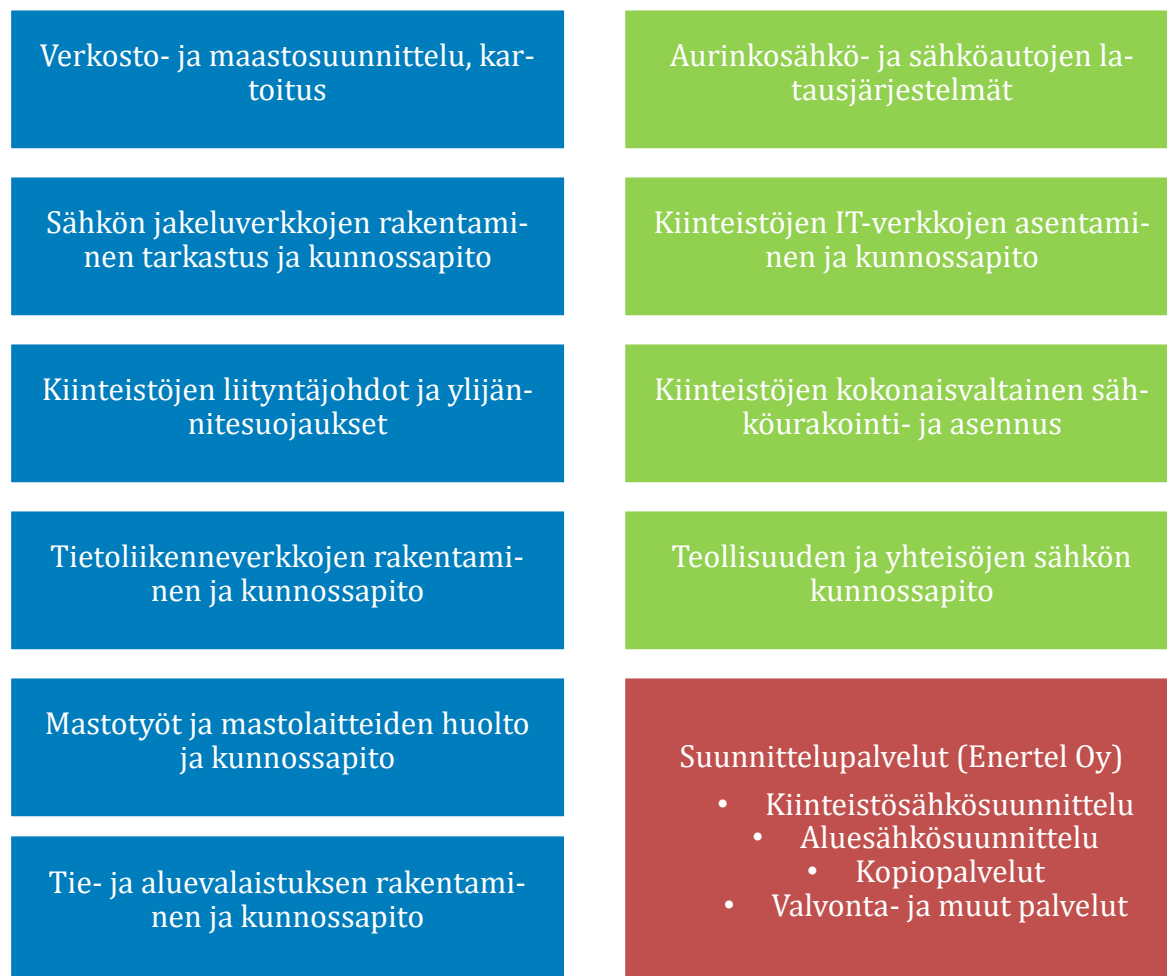 Verkosto- ja maastosuunnittelu, kar-
toitus
Sähkön jakeluverkkojen rakentami-
nen tarkastus ja kunnossapito
Kiinteistöjen liityntäjohdot ja ylijän-
nitesuojaukset
Tietoliikenneverkkojen rakentami-
nen ja kunnossapito
Mastotyöt ja mastolaitteiden huolto
ja kunnossapito
Tie- ja aluevalaistuksen rakentami-
nen ja kunnossapito
Aurinkosähkö- ja sähköautojen la-
tausjärjestelmät
Kiinteistöjen IT-verkkojen asentami-
nen ja kunnossapito
Kiinteistöjen kokonaisvaltainen säh-
köurakointi- ja asennus
Teollisuuden ja yhteisöjen sähkön
kunnossapito
Suunnittelupalvelut (Enertel Oy)
• Kiinteistösähkösuunnittelu
• Aluesähkösuunnittelu
• Kopiopalvelut
• Valvonta- ja muut palvelut